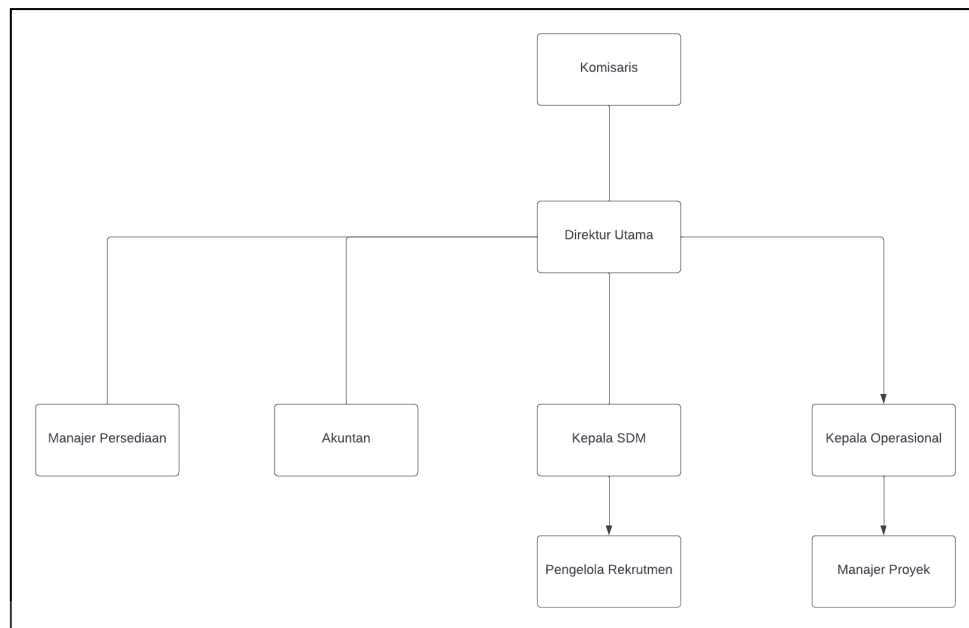 Komisaris
Direktur Utama
Manajer Persediaan
Akuntan
Kepala SDM
Kepala Operasional
Pengelola Rekrutmen
Manajer Proyek